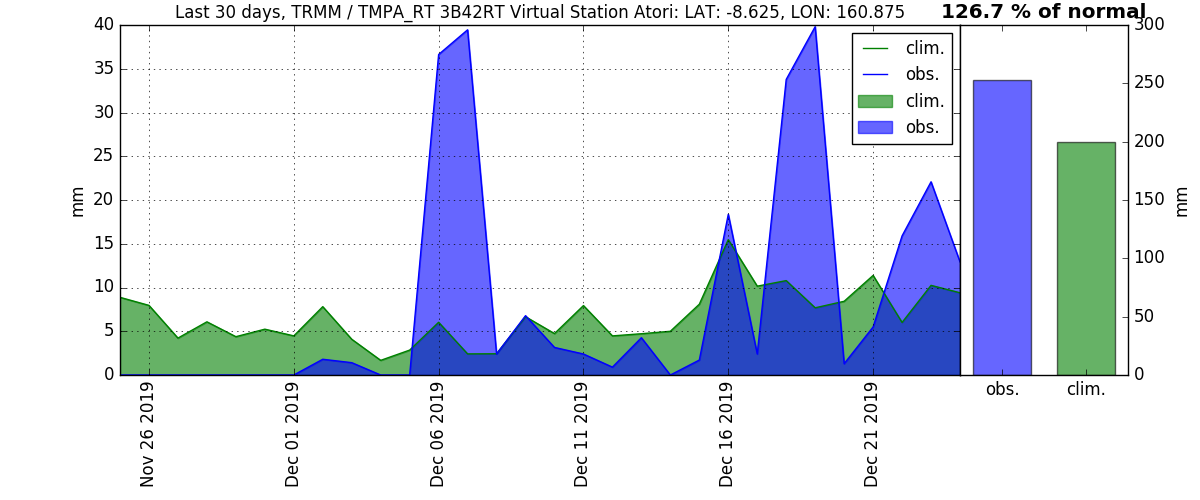 Last 30 days, TRMM / TMPA_RT 3B42RT Virtual Station Atori: LAT: -8.625, LON: 160.875
126.7 % of normal
40
35
30
25
20
15
10
5
0
mm
clim.
obs.
clim.
obs.
300
250
200
150
100
50
0
mm
obs.
clim.
Nov 26 2019
Dec 01 2019
Dec 06 2019
Dec 11 2019
Dec 16 2019
Dec 21 2019